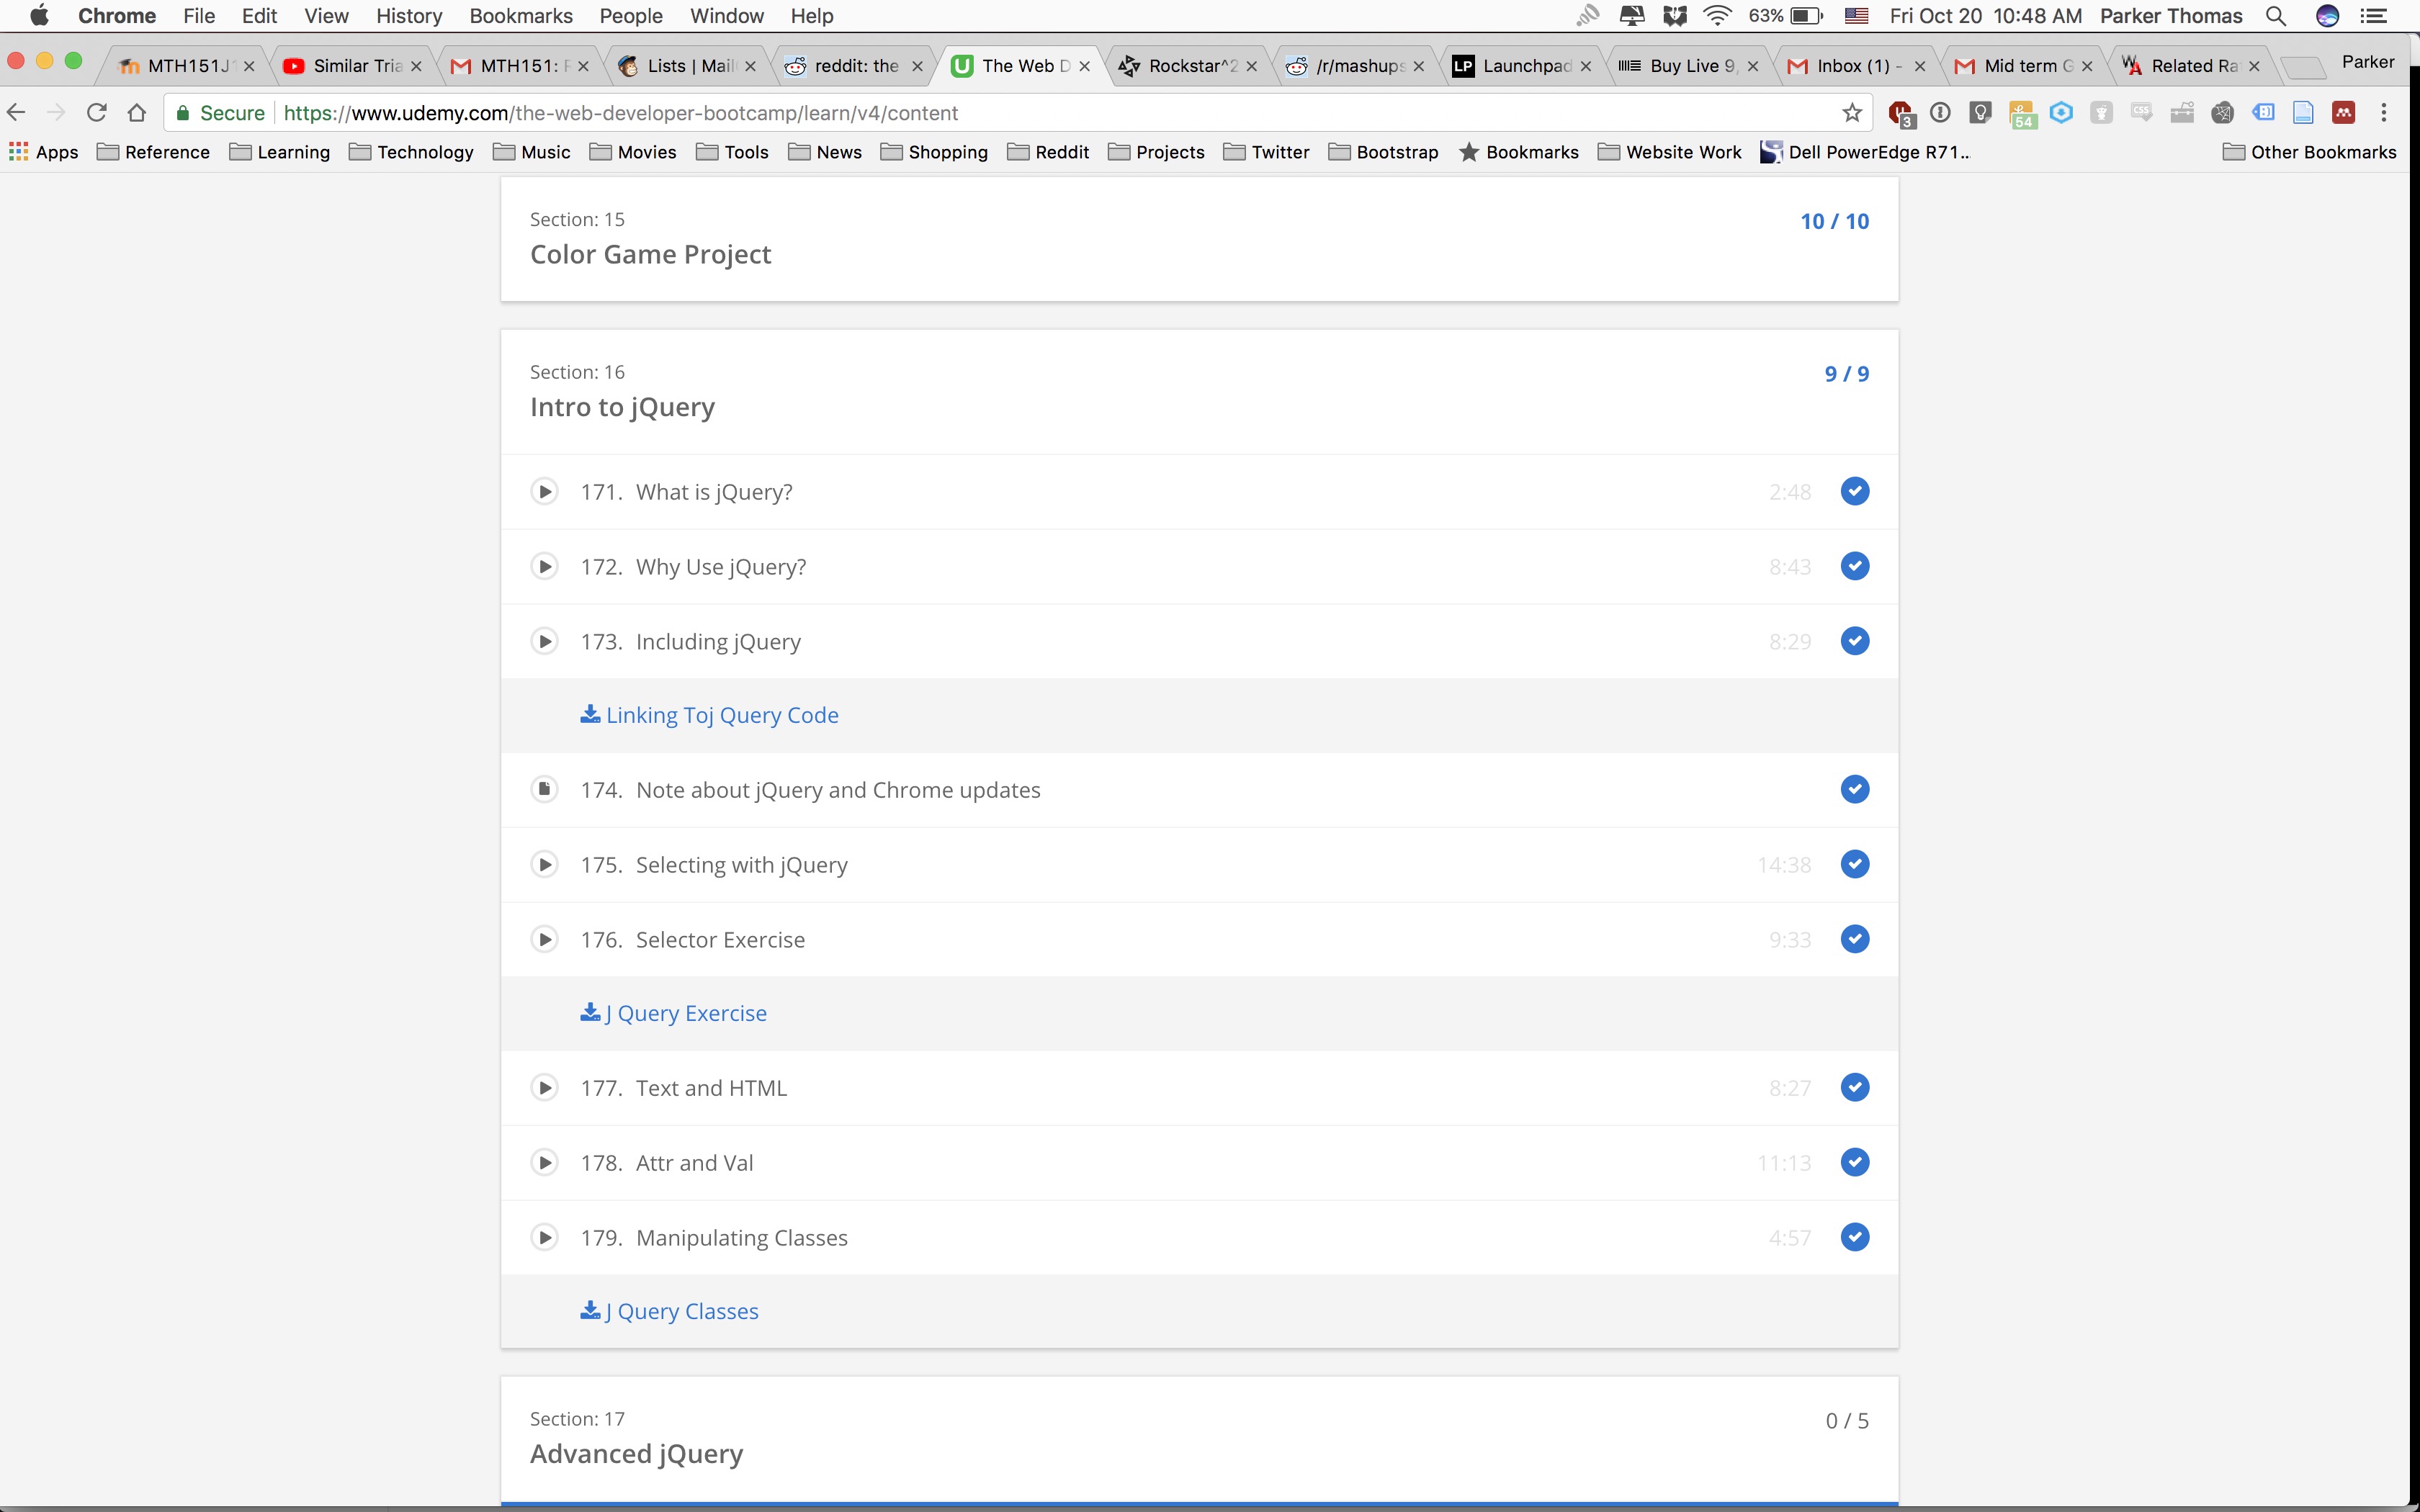 Chrome File Edit View History Bookmarks People Window Help 63% Fri Oct 20 10:48 AM Parker Thomas
MTH151J Similar Tria MTH151: F Lists | Mail reddit: the The Web D Rockstar^2 /r/mashups LP Launchpad Buy Live 9, Inbox (1) - Mid term G Related Ra Parker
Secure https://www.udemy.com/the-web-developer-bootcamp/learn/v4/content 3 54
Apps Reference Learning Technology Music Movies Tools News Shopping Reddit Projects Twitter Bootstrap Bookmarks Website Work Dell PowerEdge R71... Other Bookmarks
Section: 15 10 / 10
Color Game Project
Section: 16 9 / 9
Intro to jQuery
171. What is jQuery? 2:48
172. Why Use jQuery? 8:43
173. Including jQuery 8:29
Linking Toj Query Code
174. Note about jQuery and Chrome updates
175. Selecting with jQuery 14:38
176. Selector Exercise 9:33
J Query Exercise
177. Text and HTML 8:27
178. Attr and Val 11:13
179. Manipulating Classes 4:57
J Query Classes
Section: 17 0 / 5
Advanced jQuery